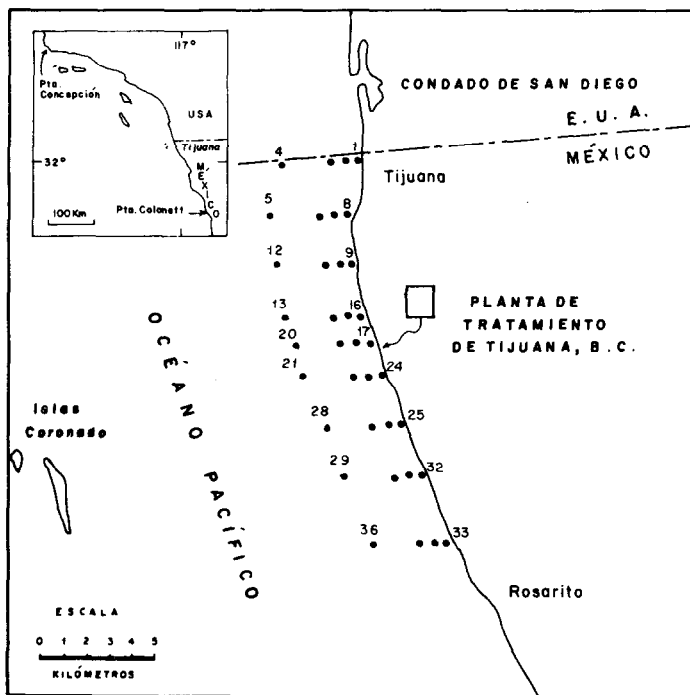 117°
Pta.
Concepción
USA
Tijuana
32°
MÉXICO
Pta. Colonett
100 Km
CONDADO DE SAN DIEGO
E. U. A.
MÉXICO
4
1
Tijuana
5
8
12
9
13
16
20
17
21
24
28
25
29
32
36
33
PLANTA DE
TRATAMIENTO
DE TIJUANA, B.C.
OCÉANO PACÍFICO
Islas
Coronado
Rosarito
ESCALA
0 1 2 3 4 5
KILÓMETROS